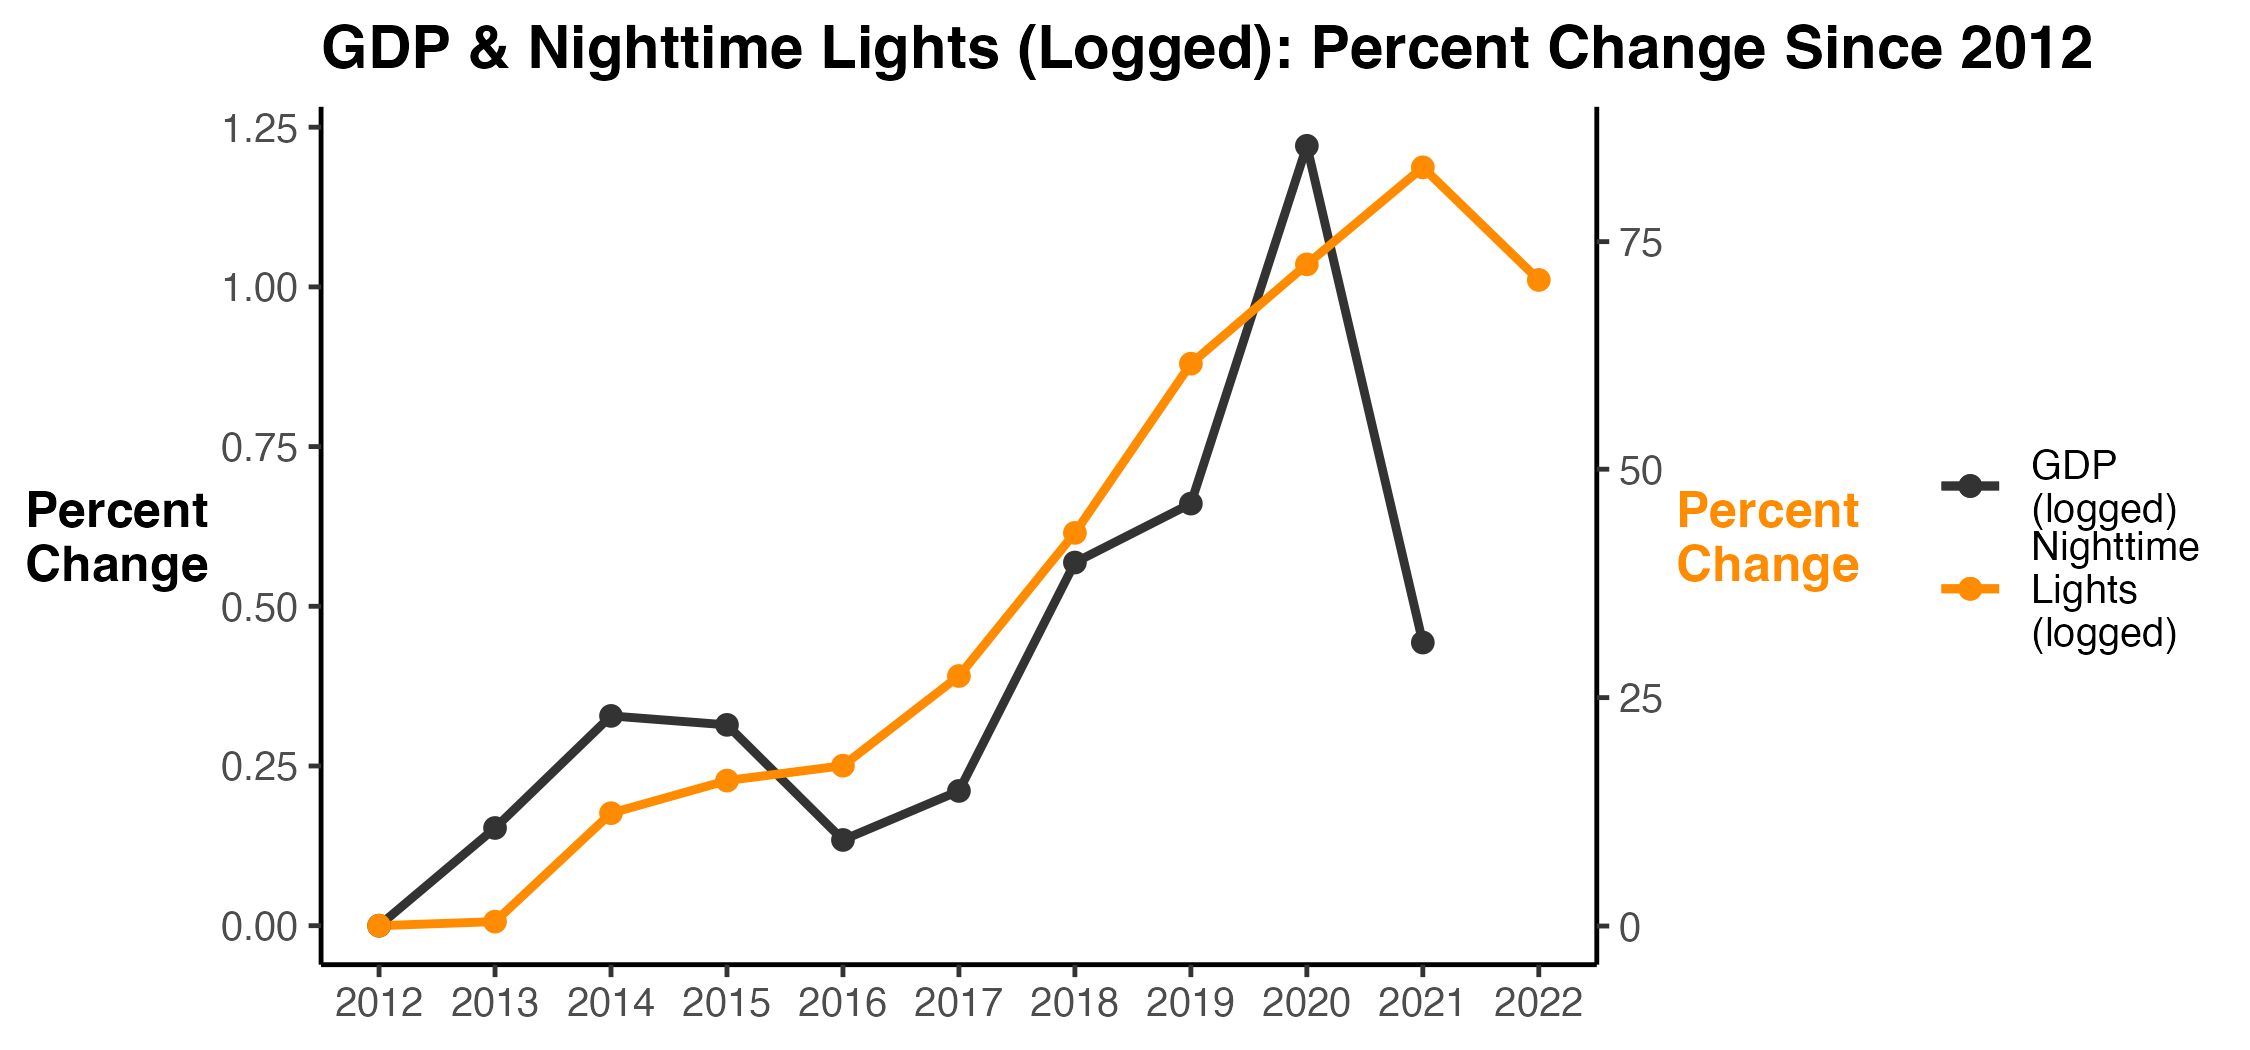 GDP & Nighttime Lights (Logged): Percent Change Since 2012
1.25
1.00
0.75
0.50
0.25
0.00
Percent
Change
2012 2013 2014 2015 2016 2017 2018 2019 2020 2021 2022
75
50
25
0
Percent
Change
GDP
(logged)
Nighttime
Lights
(logged)